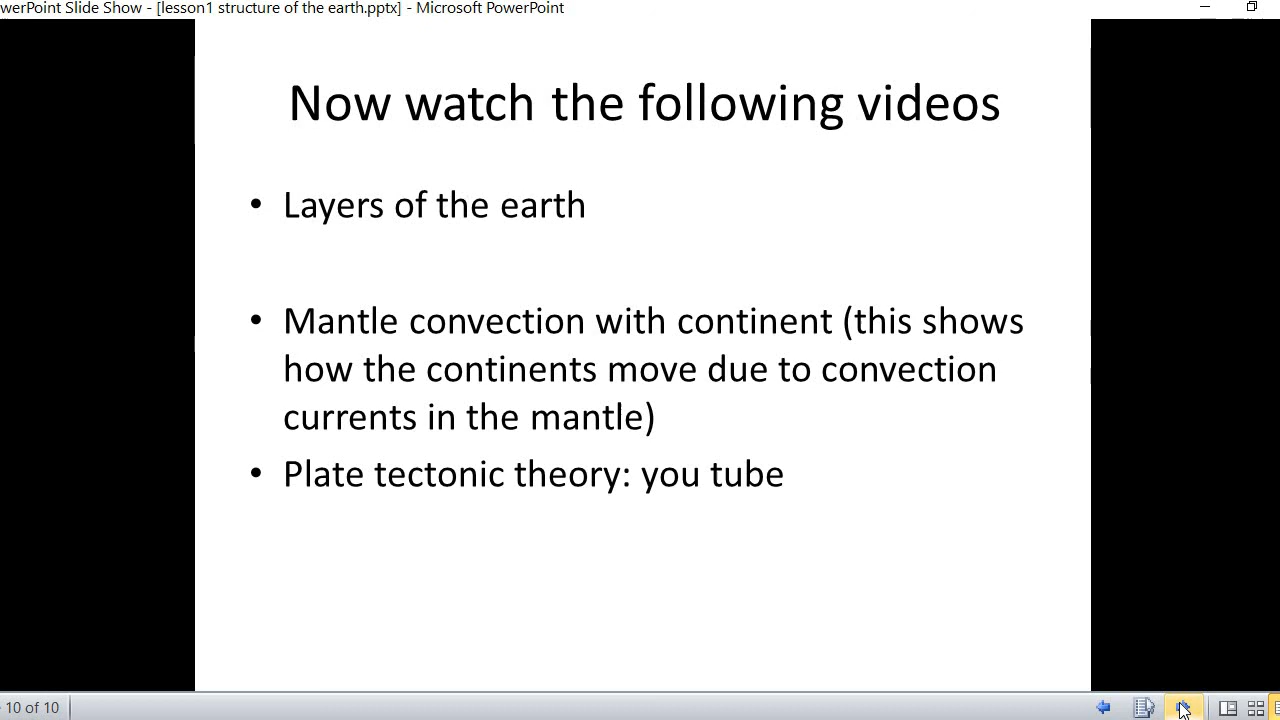 werPoint Slide Show - [lesson1 structure of the earth.pptx] - Microsoft PowerPoint
Now watch the following videos
• Layers of the earth
• Mantle convection with continent (this shows
how the continents move due to convection
currents in the mantle)
• Plate tectonic theory: you tube
10 of 10